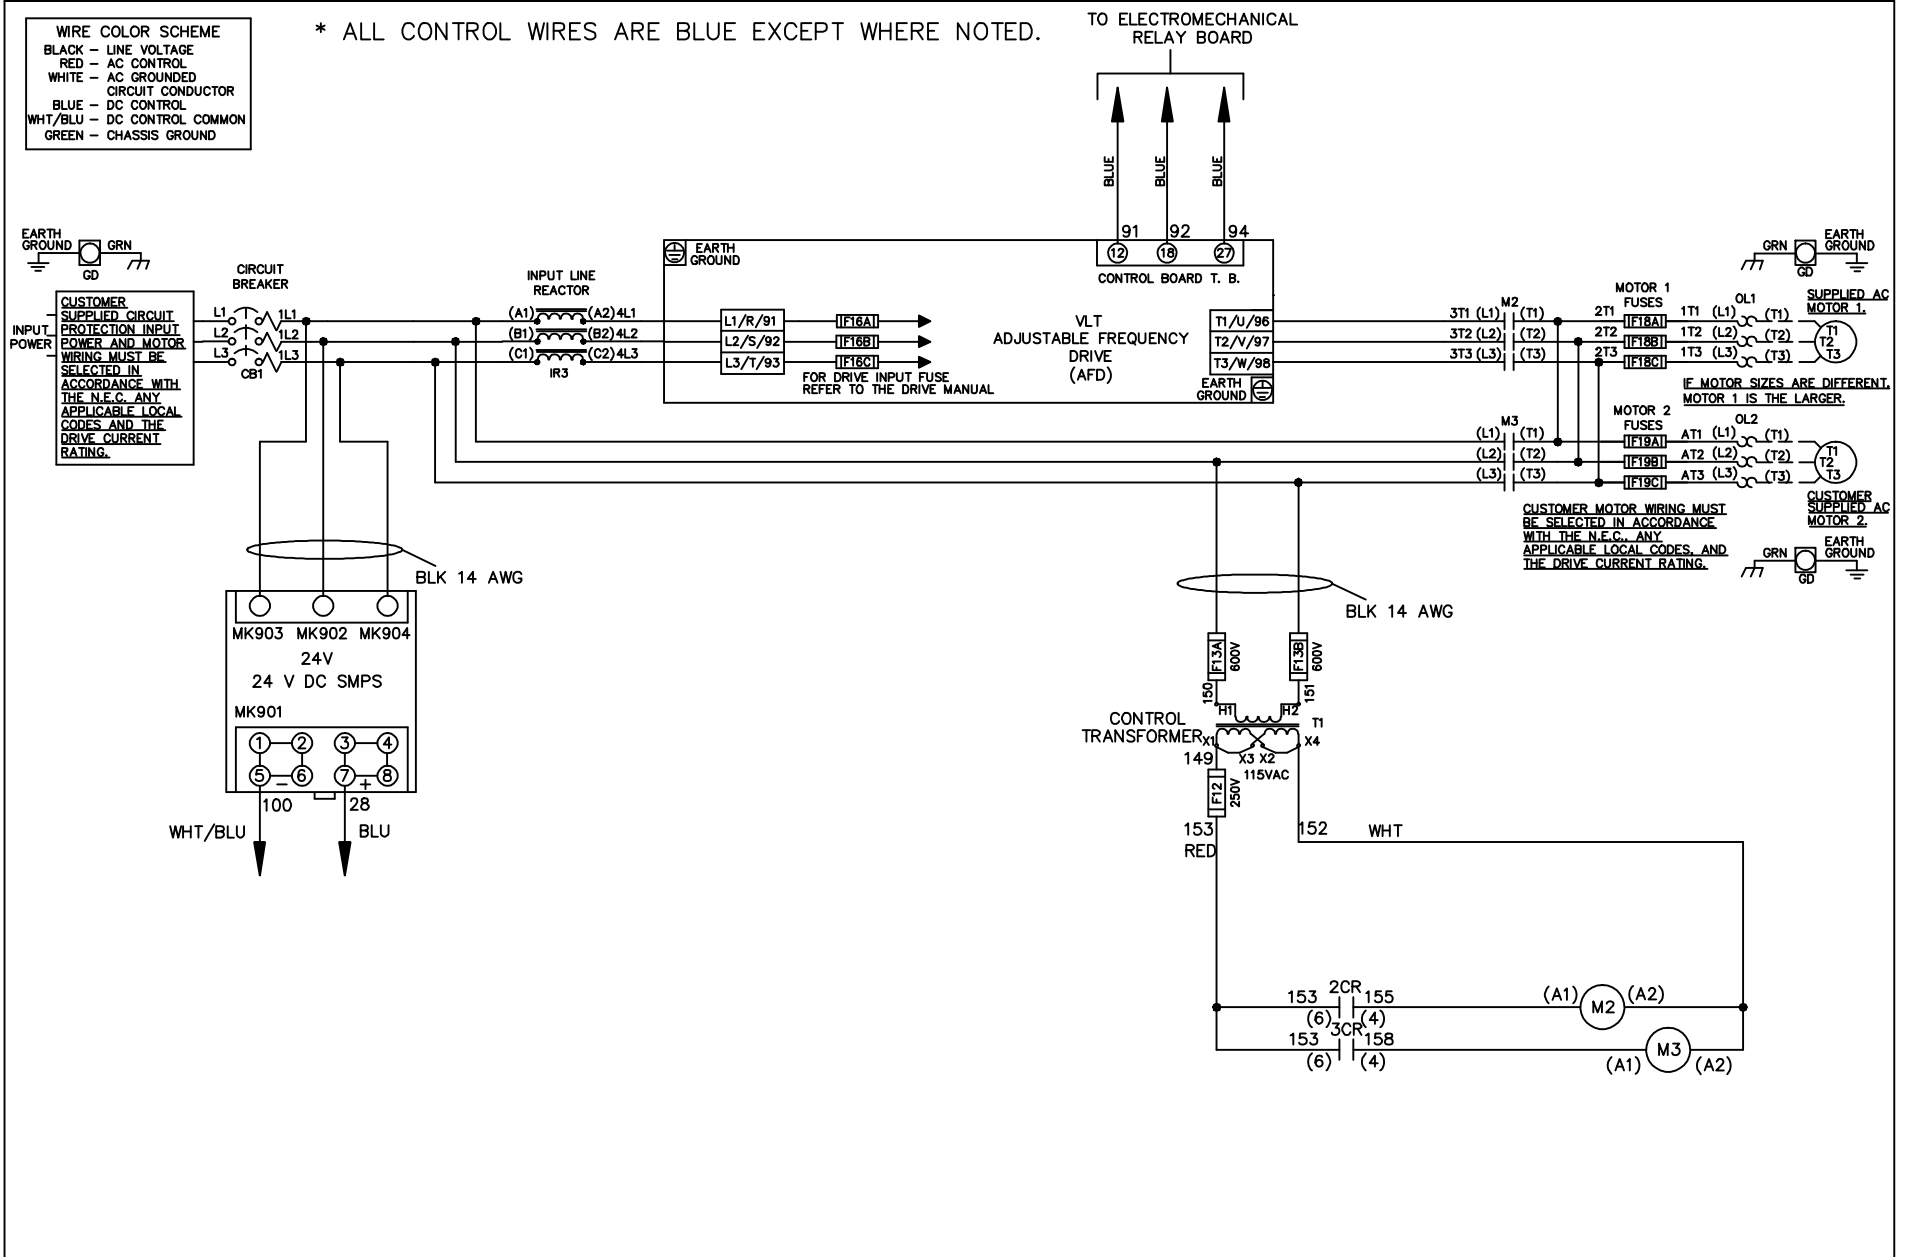 WIRE COLOR SCHEME
BLACK – LINE VOLTAGE
RED – AC CONTROL
WHITE – AC GROUNDED
CIRCUIT CONDUCTOR
BLUE – DC CONTROL
WHT/BLU – DC CONTROL COMMON
GREEN – CHASSIS GROUND
* ALL CONTROL WIRES ARE BLUE EXCEPT WHERE NOTED.
TO ELECTROMECHANICAL
RELAY BOARD
BLUE
BLUE
BLUE
91 92 94
12 18 27
CONTROL BOARD T. B.
EARTH
GROUND
GRN
GD
INPUT
POWER
CUSTOMER
SUPPLIED CIRCUIT
PROTECTION INPUT
POWER AND MOTOR
WIRING MUST BE
SELECTED IN
ACCORDANCE WITH
THE N.E.C. ANY
APPLICABLE LOCAL
CODES AND THE
DRIVE CURRENT
RATING.
CIRCUIT
BREAKER
L1 1L1
L2 1L2
L3 1L3
CB1
INPUT LINE
REACTOR
(A1) (A2) 4L1
(B1) (B2) 4L2
(C1) (C2) 4L3
IR3
EARTH
GROUND
L1/R/91 F16A
L2/S/92 F16B
L3/T/93 F16C
FOR DRIVE INPUT FUSE
REFER TO THE DRIVE MANUAL
VLT
ADJUSTABLE FREQUENCY
DRIVE
(AFD)
T1/U/96
T2/V/97
T3/W/98
EARTH
GROUND
M2
3T1 (L1) (T1)
3T2 (L2) (T2)
3T3 (L3) (T3)
MOTOR 1
FUSES
2T1 F18A 1T1 (L1) (T1)
2T2 F18B 1T2 (L2) (T2)
2T3 F18C 1T3 (L3) (T3)
OL1
GRN
GD
EARTH
GROUND
SUPPLIED AC
MOTOR 1.
T1
T2
T3
IF MOTOR SIZES ARE DIFFERENT,
MOTOR 1 IS THE LARGER.
M3
(L1) (T1)
(L2) (T2)
(L3) (T3)
MOTOR 2
FUSES
F19A AT1 (L1) (T1)
F19B AT2 (L2) (T2)
F19C AT3 (L3) (T3)
OL2
T1
T2
T3
CUSTOMER
SUPPLIED AC
MOTOR 2.
CUSTOMER MOTOR WIRING MUST
BE SELECTED IN ACCORDANCE
WITH THE N.E.C., ANY
APPLICABLE LOCAL CODES, AND
THE DRIVE CURRENT RATING.
GRN
GD
EARTH
GROUND
BLK 14 AWG
MK903 MK902 MK904
24V
24 V DC SMPS
MK901
1 2 3 4
5 6 7 8
– +
100 28
WHT/BLU BLU
BLK 14 AWG
F13A 600V
F13B 600V
150 151
H1 H2
T1
CONTROL
TRANSFORMER
X1 X4
X3 X2
149
115VAC
F12 250V
153
RED
152 WHT
2CR
153 155
(6) (4)
(A1) M2 (A2)
3CR
153 158
(6) (4)
(A1) M3 (A2)